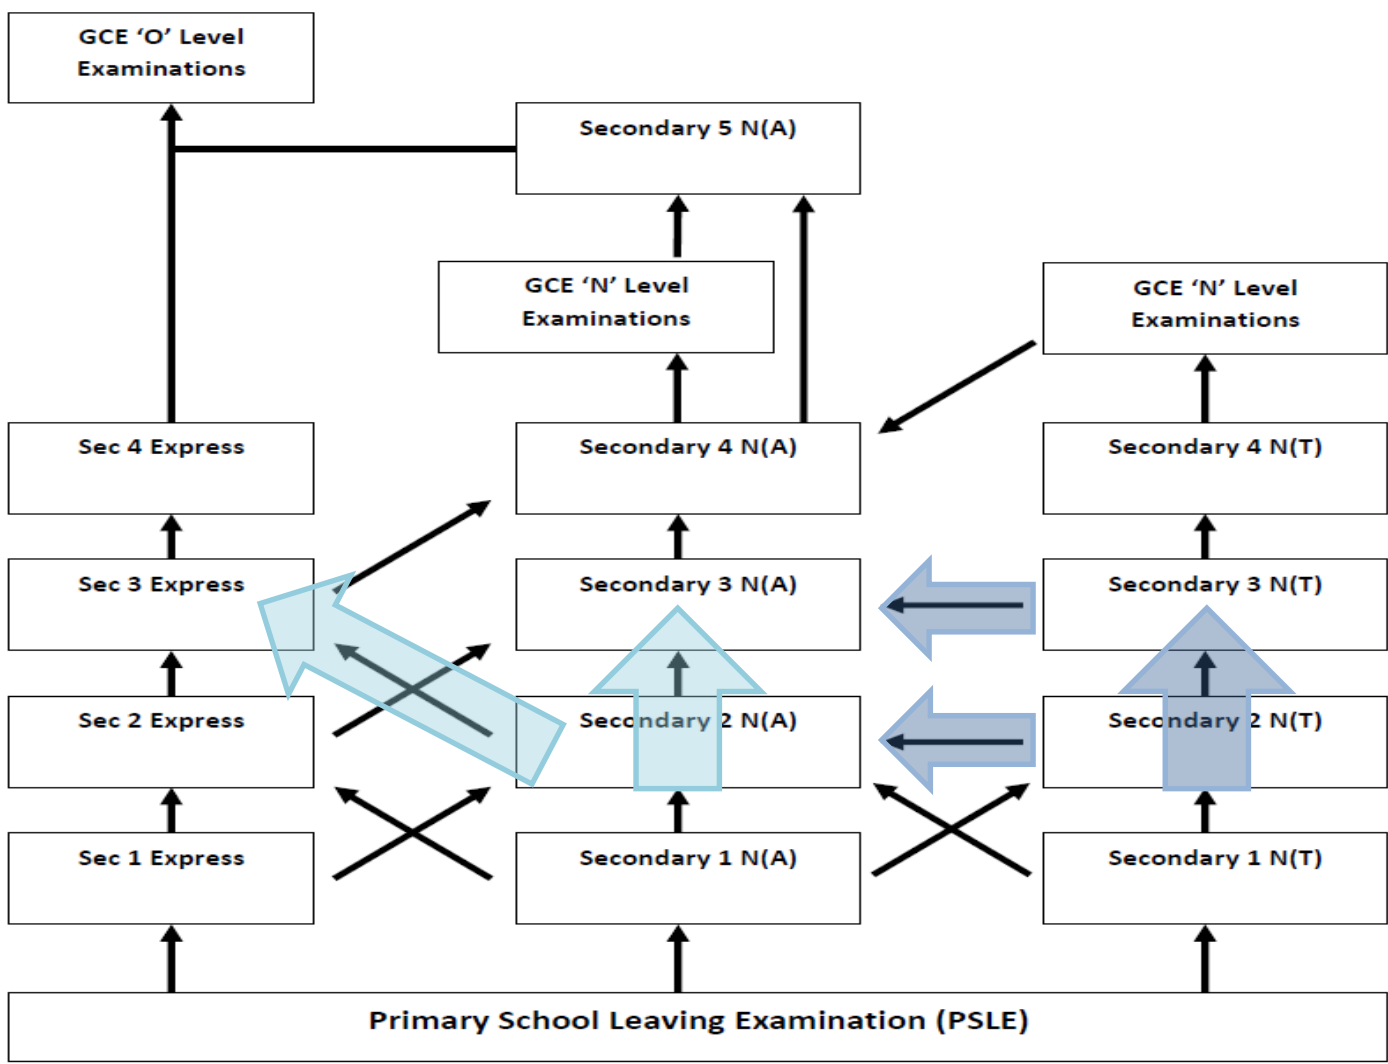 GCE ‘O’ Level
Examinations
Secondary 5 N(A)
GCE ‘N’ Level
Examinations
GCE ‘N’ Level
Examinations
Sec 4 Express
Secondary 4 N(A)
Secondary 4 N(T)
Sec 3 Express
Secondary 3 N(A)
Secondary 3 N(T)
Sec 2 Express
Secondary 2 N(A)
Secondary 2 N(T)
Sec 1 Express
Secondary 1 N(A)
Secondary 1 N(T)
Primary School Leaving Examination (PSLE)